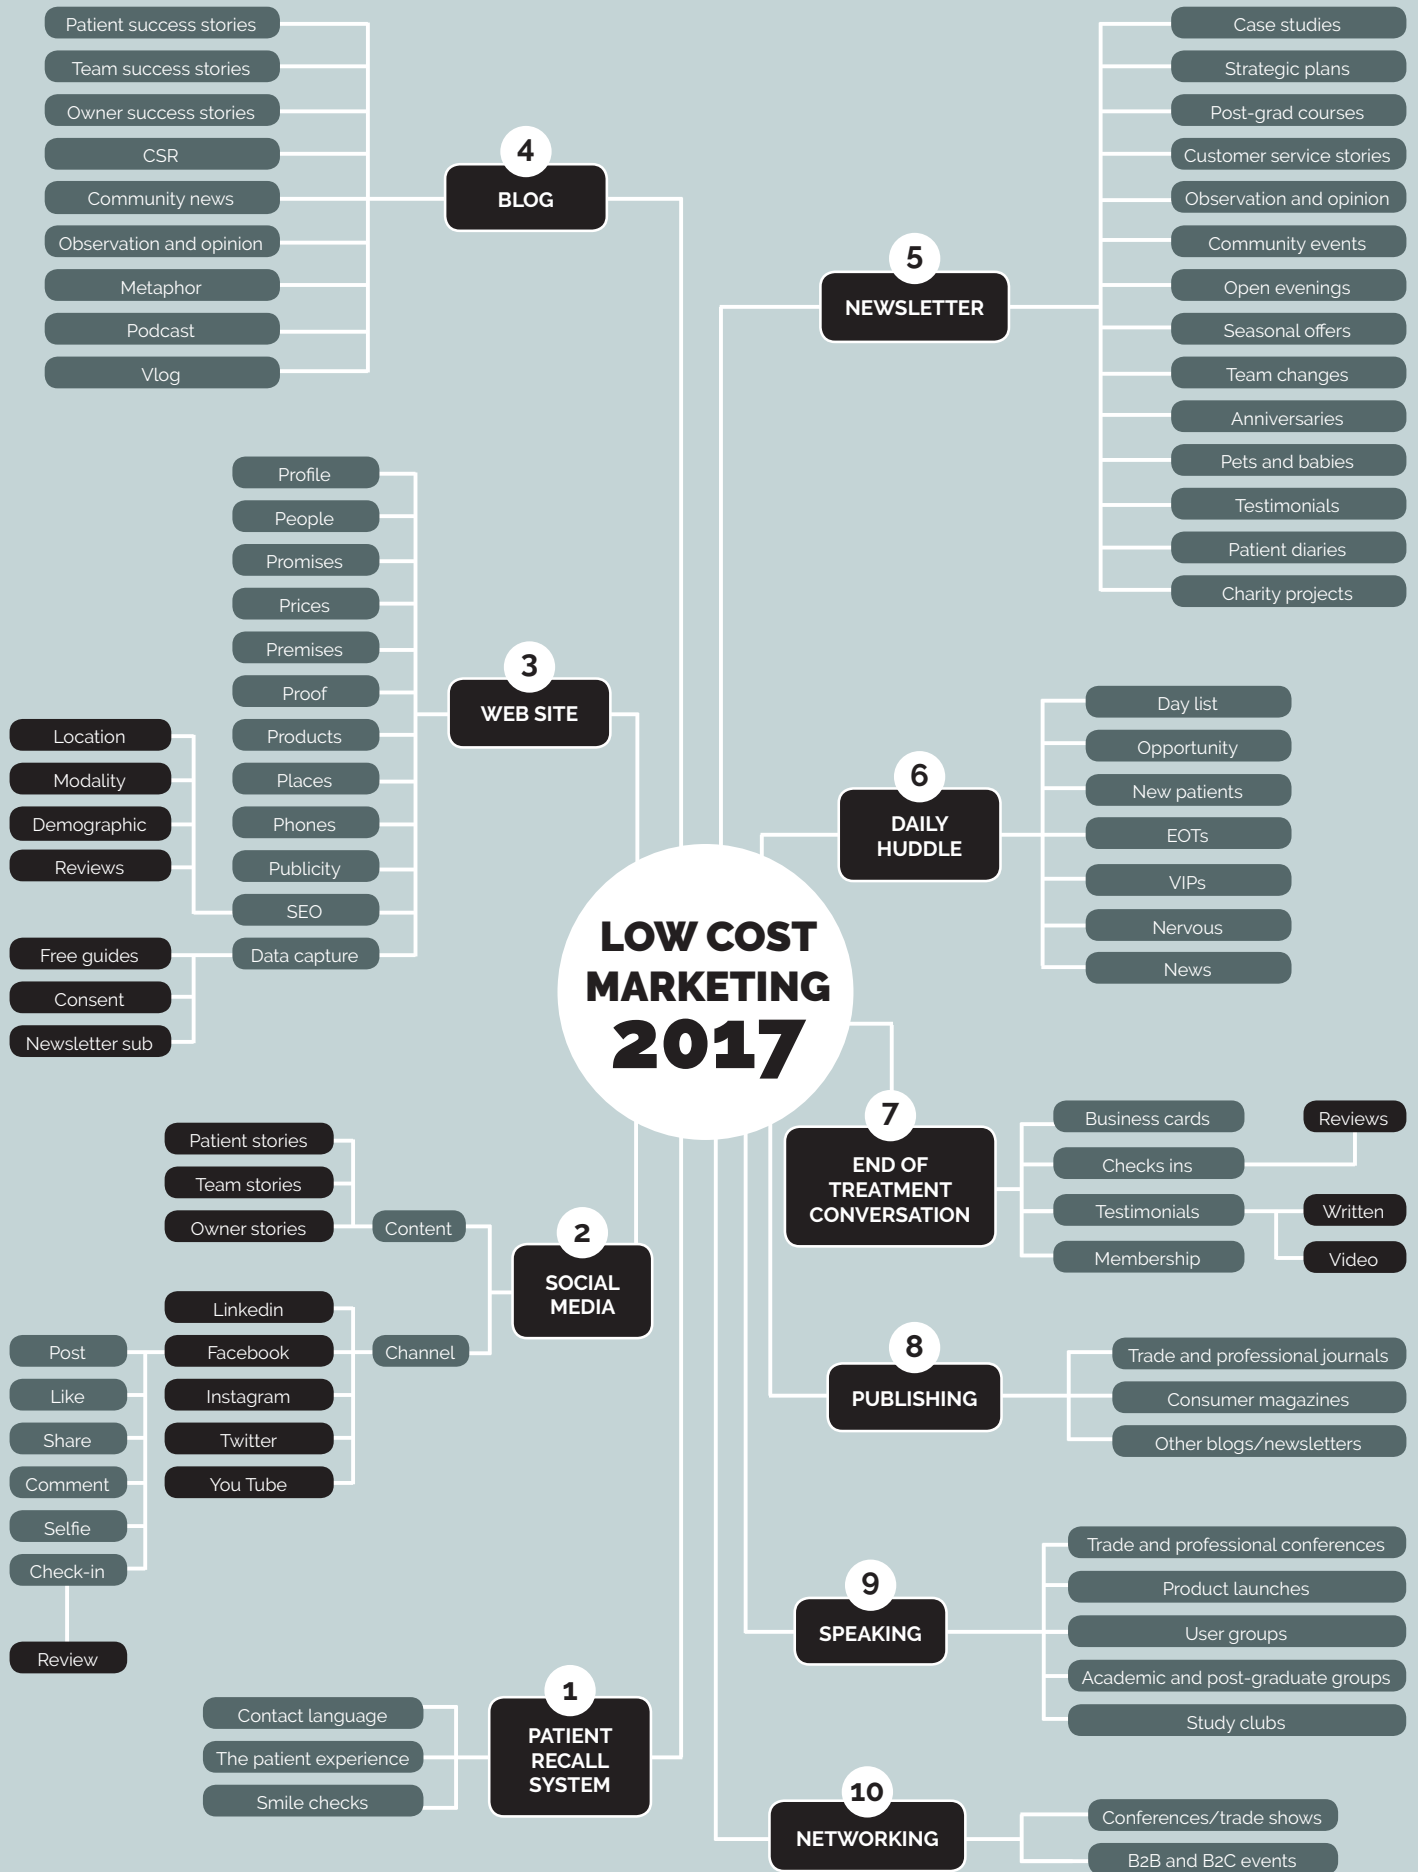 Patient success stories
Team success stories
Owner success stories
CSR
Community news
Observation and opinion
Metaphor
Podcast
Vlog
4
BLOG
Case studies
Strategic plans
Post-grad courses
Customer service stories
Observation and opinion
Community events
Open evenings
Seasonal offers
Team changes
Anniversaries
Pets and babies
Testimonials
Patient diaries
Charity projects
5
NEWSLETTER
Profile
People
Promises
Prices
Premises
Proof
Products
Places
Phones
Publicity
SEO
Data capture
3
WEB SITE
Location
Modality
Demographic
Reviews
Free guides
Consent
Newsletter sub
6
DAILY
HUDDLE
Day list
Opportunity
New patients
EOTs
VIPs
Nervous
News
LOW COST
MARKETING
2017
7
END OF
TREATMENT
CONVERSATION
Business cards
Checks ins
Testimonials
Membership
Reviews
Written
Video
Patient stories
Team stories
Owner stories
Content
2
SOCIAL
MEDIA
Linkedin
Facebook
Instagram
Twitter
You Tube
Channel
Post
Like
Share
Comment
Selfie
Check-in
Review
8
PUBLISHING
Trade and professional journals
Consumer magazines
Other blogs/newsletters
9
SPEAKING
Trade and professional conferences
Product launches
User groups
Academic and post-graduate groups
Study clubs
1
PATIENT
RECALL
SYSTEM
Contact language
The patient experience
Smile checks
10
NETWORKING
Conferences/trade shows
B2B and B2C events